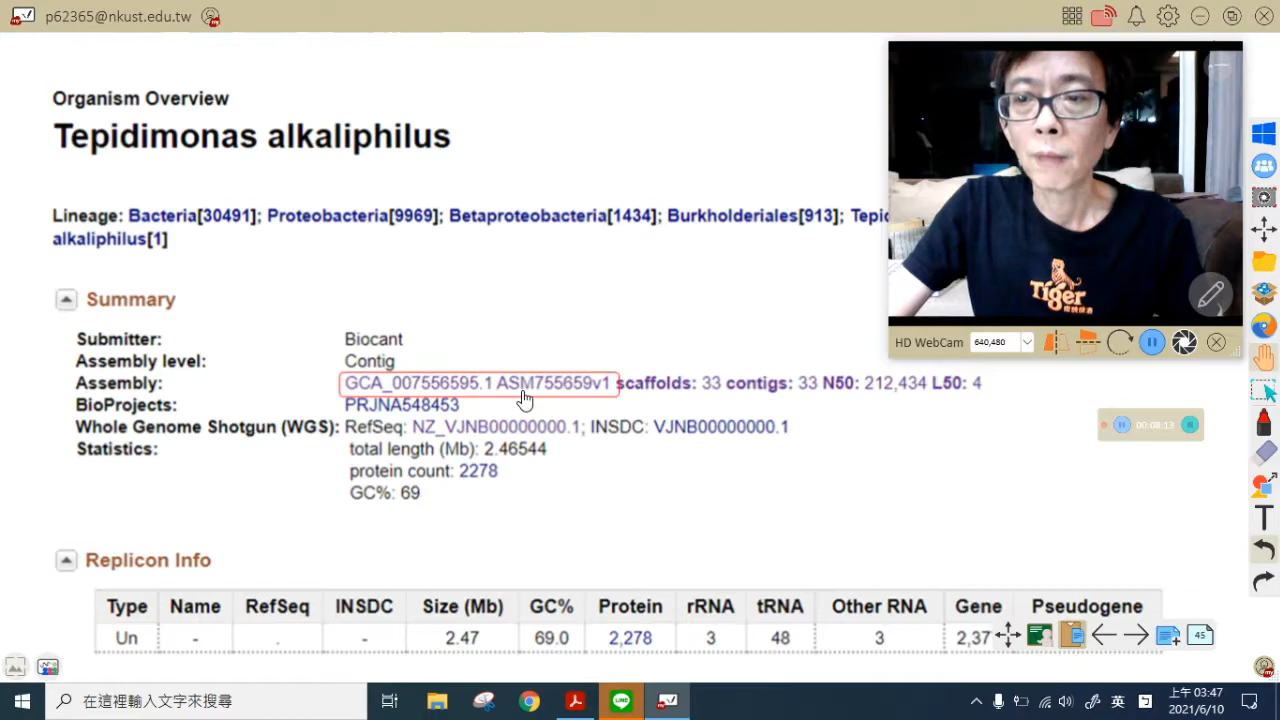 p62365@nkust.edu.tw
Organism Overview
Tepidimonas alkaliphilus
Lineage: Bacteria[30491]; Proteobacteria[9969]; Betaproteobacteria[1434]; Burkholderiales[913]; Tepid
alkaliphilus[1]
Summary
Submitter: Biocant
Assembly level: Contig
Assembly: GCA_007556595.1 ASM755659v1 scaffolds: 33 contigs: 33 N50: 212,434 L50: 4
BioProjects: PRJNA548453
Whole Genome Shotgun (WGS): RefSeq: NZ_VJNB00000000.1; INSDC: VJNB00000000.1
Statistics: total length (Mb): 2.46544
protein count: 2278
GC%: 69
Replicon Info
Type Name RefSeq INSDC Size (Mb) GC% Protein rRNA tRNA Other RNA Gene Pseudogene
Un - - - 2.47 69.0 2,278 3 48 3 2,37
Tiger
HD WebCam 640,480
00:08:13
T
45
在這裡輸入文字來搜尋
英
上午 03:47
2021/6/10